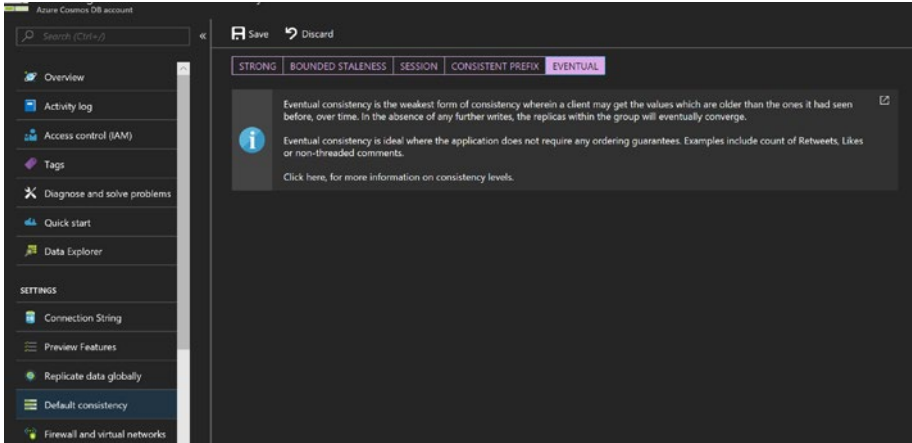 Azure Cosmos DB account
Search (Ctrl+/)
«
Save
Discard
STRONG
BOUNDED STALENESS
SESSION
CONSISTENT PREFIX
EVENTUAL
Eventual consistency is the weakest form of consistency wherein a client may get the values which are older than the ones it had seen
before, over time. In the absence of any further writes, the replicas within the group will eventually converge.
Eventual consistency is ideal where the application does not require any ordering guarantees. Examples include count of Retweets, Likes
or non-threaded comments.
Click here, for more information on consistency levels.
Overview
Activity log
Access control (IAM)
Tags
Diagnose and solve problems
Quick start
Data Explorer
SETTINGS
Connection String
Preview Features
Replicate data globally
Default consistency
Firewall and virtual networks